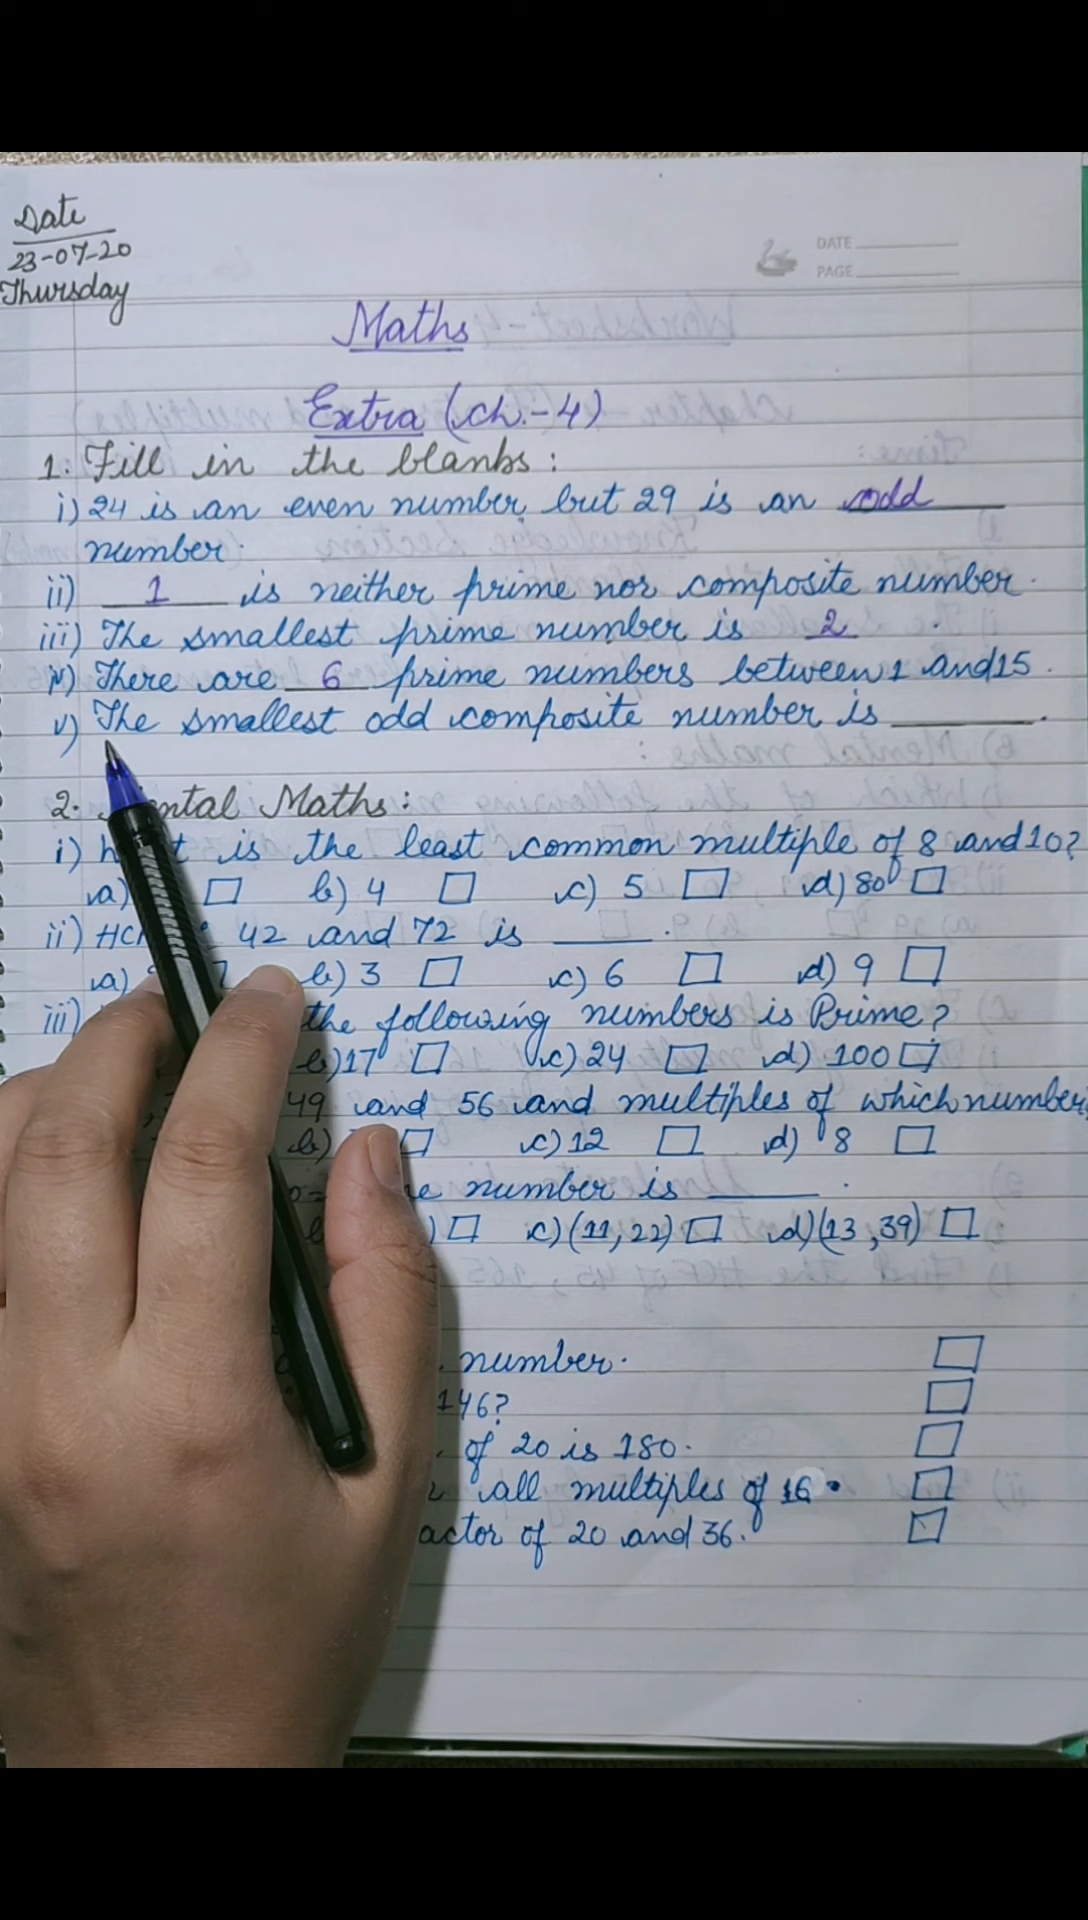 Date
23-07-20
Thursday
DATE
PAGE
Maths
Extra (ch.-4)
1. Fill in the blanks:
i) 24 is an even number, but 29 is an odd
number.
ii) 1 is neither prime nor composite number.
iii) The smallest prime number is 2.
iv) There are 6 prime numbers between 1 and 15.
v) The smallest odd composite number is ______.
2. Mental Maths:
i) is the least common multiple of 8 and 10?
a) b) 4 c) 5 d) 80
ii) 42 and 72 is ______.
a) b) 3 c) 6 d) 9
iii) the following numbers is Prime?
b) 17 c) 24 d) 100
49 and 56 and multiples of which number
b) c) 12 d) 8
number is ______.
c) (11, 22) d) (13, 39)
number.
146?
of 20 is 180.
all multiples of 16.
of 20 and 36.